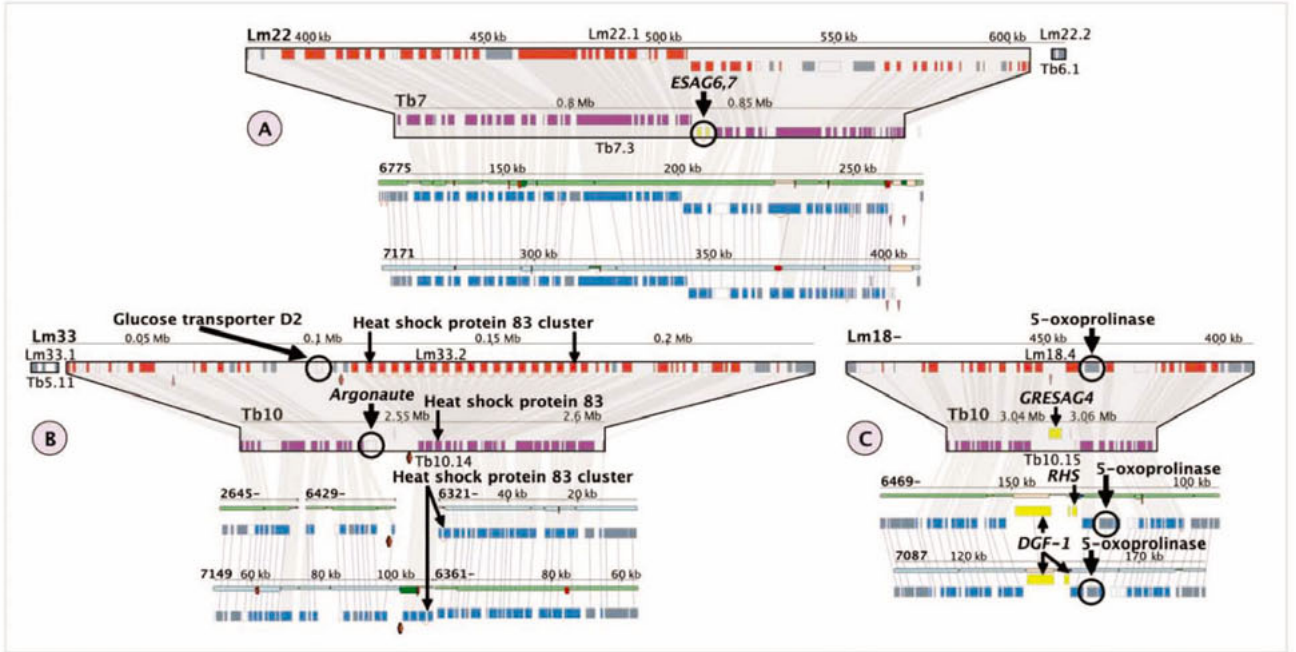 Lm22 400 kb 450 kb Lm22.1 500 kb 550 kb 600 kb Lm22.2
Tb6.1
ESAG6,7
Tb7 0.8 Mb 0.85 Mb
A
Tb7.3
6775 150 kb 200 kb 250 kb
7171 300 kb 350 kb 400 kb
Glucose transporter D2 Heat shock protein 83 cluster
Lm33 0.05 Mb 0.1 Mb 0.15 Mb 0.2 Mb
Lm33.1 Lm33.2
Tb5.11
Argonaute Heat shock protein 83
Tb10 2.55 Mb 2.6 Mb
B
Tb10.14
Heat shock protein 83 cluster
2645- 6429- 6321- 40 kb 20 kb
7149 60 kb 80 kb 100 kb 6361- 80 kb 60 kb
5-oxoprolinase
Lm18- 450 kb 400 kb
Lm18.4
GRESAG4
Tb10 3.04 Mb 3.06 Mb
C
Tb10.15
RHS 5-oxoprolinase
6469- 150 kb 100 kb
DGF-1 5-oxoprolinase
7087 120 kb 170 kb